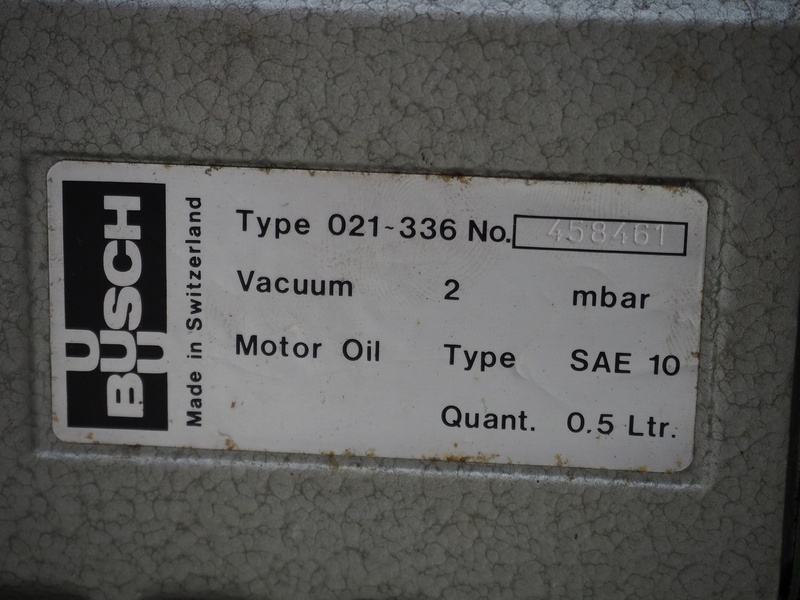 BUSCH
Made in Switzerland
Type 021-336 No. 458461
Vacuum 2 mbar
Motor Oil Type SAE 10
Quant. 0.5 Ltr.